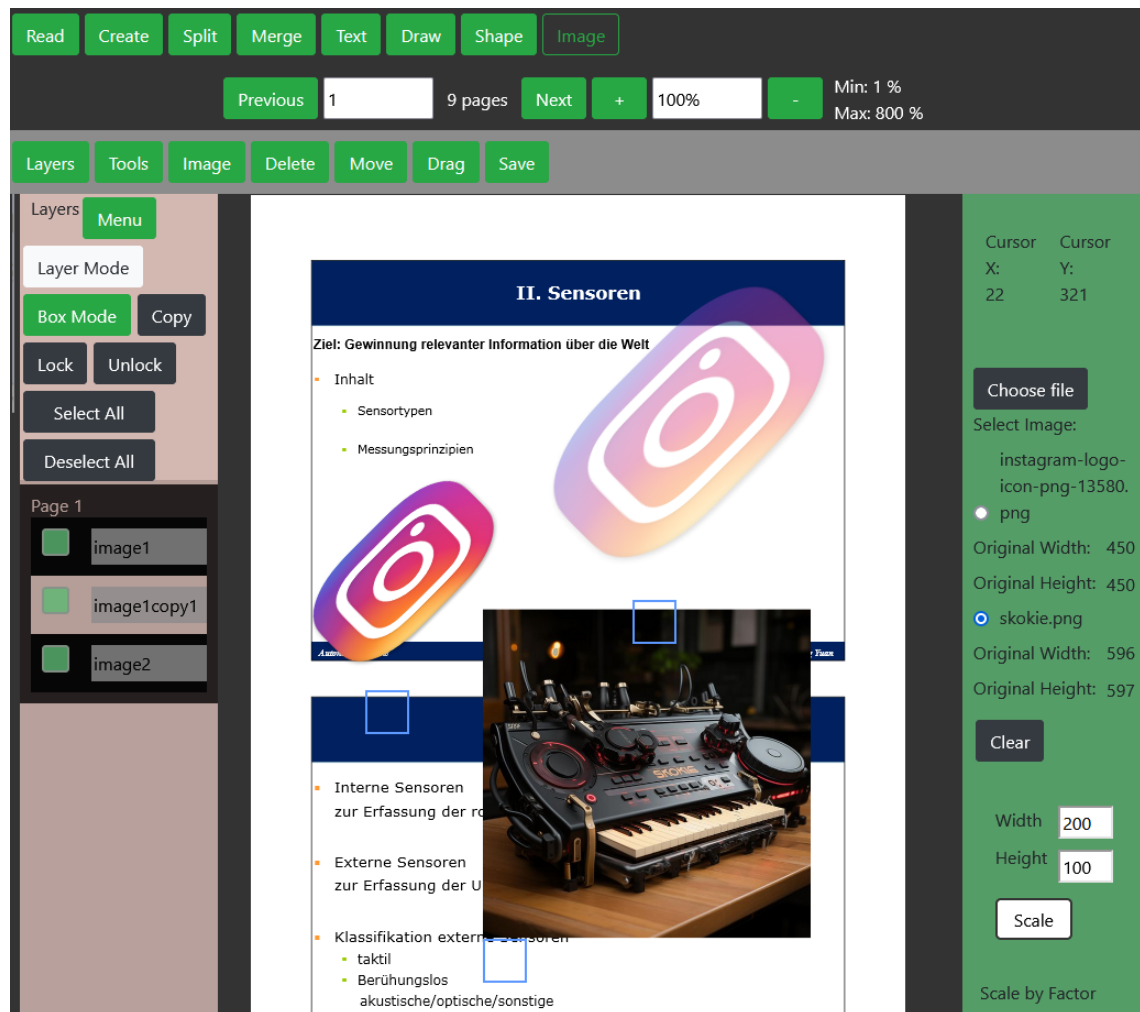 Read Create Split Merge Text Draw Shape Image
Previous 1 9 pages Next + 100% - Min: 1 %
Max: 800 %
Layers Tools Image Delete Move Drag Save
Layers Menu
Layer Mode
Box Mode Copy
Lock Unlock
Select All
Deselect All
Page 1
image1
image1copy1
image2
II. Sensoren
Ziel: Gewinnung relevanter Information über die Welt
Inhalt
Sensortypen
Messungsprinzipien
Yuan
SKOKIE
Interne Sensoren
zur Erfassung der
Externe Sensoren
zur Erfassung der U
Klassifikation externe Sensoren
taktil
Berühungslos
akustische/optische/sonstige
Cursor Cursor
X: Y:
22 321
Choose file
Select Image:
instagram-logo-
icon-png-13580.
png
Original Width: 450
Original Height: 450
skokie.png
Original Width: 596
Original Height: 597
Clear
Width 200
Height 100
Scale
Scale by Factor